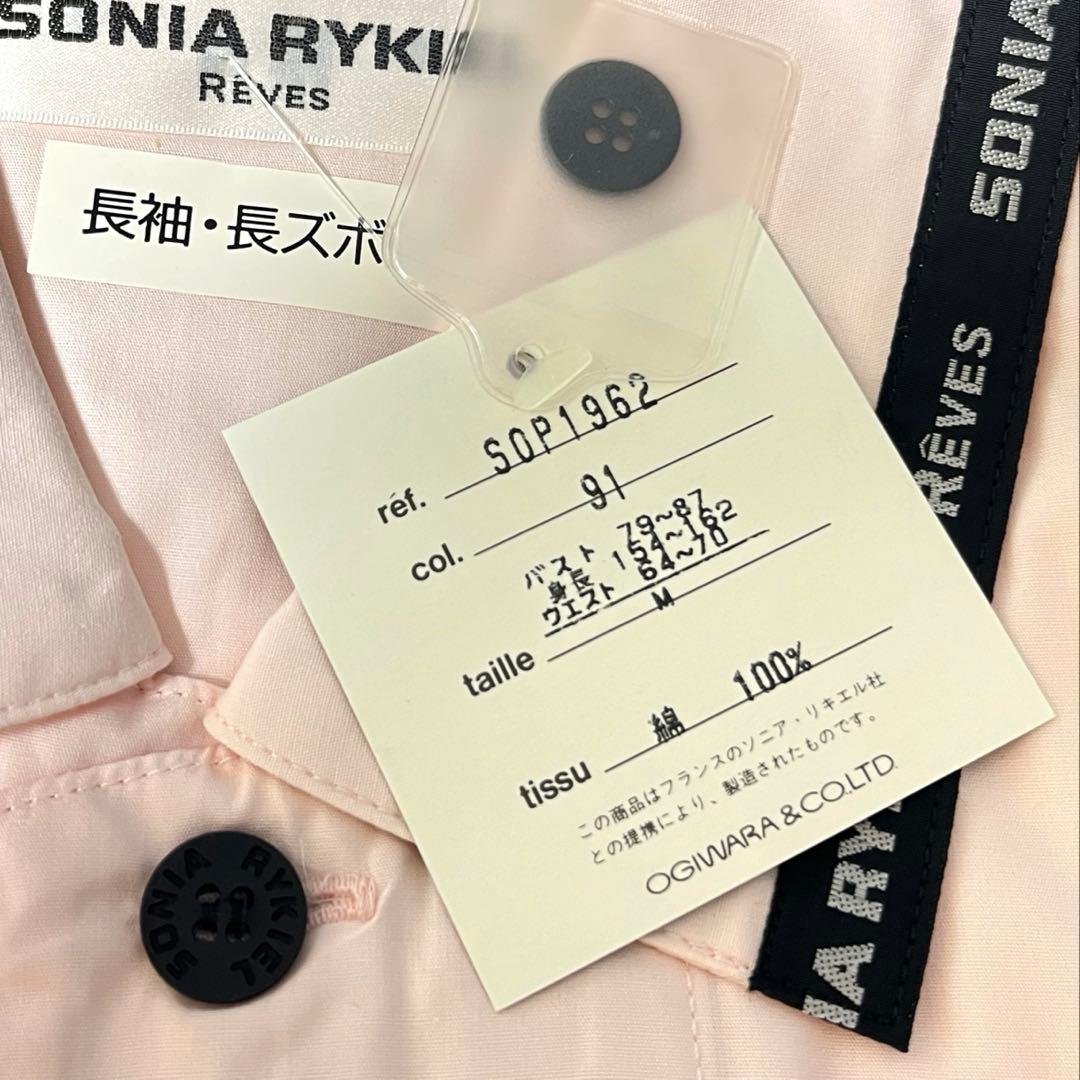 SONIA RYKI
RÊVES
長袖・長ズボ
réf. SOP1962
col. 91
バスト 79~87
身長 154~162
ウエスト 64~70
taille M
tissu 綿 100%
この商品はフランスのソニア・リキエル社
との提携により、製造されたものです。
OGIWARA & CO.LTD.
SONIA RYKIEL
SONIA
RÊVES
IA RY